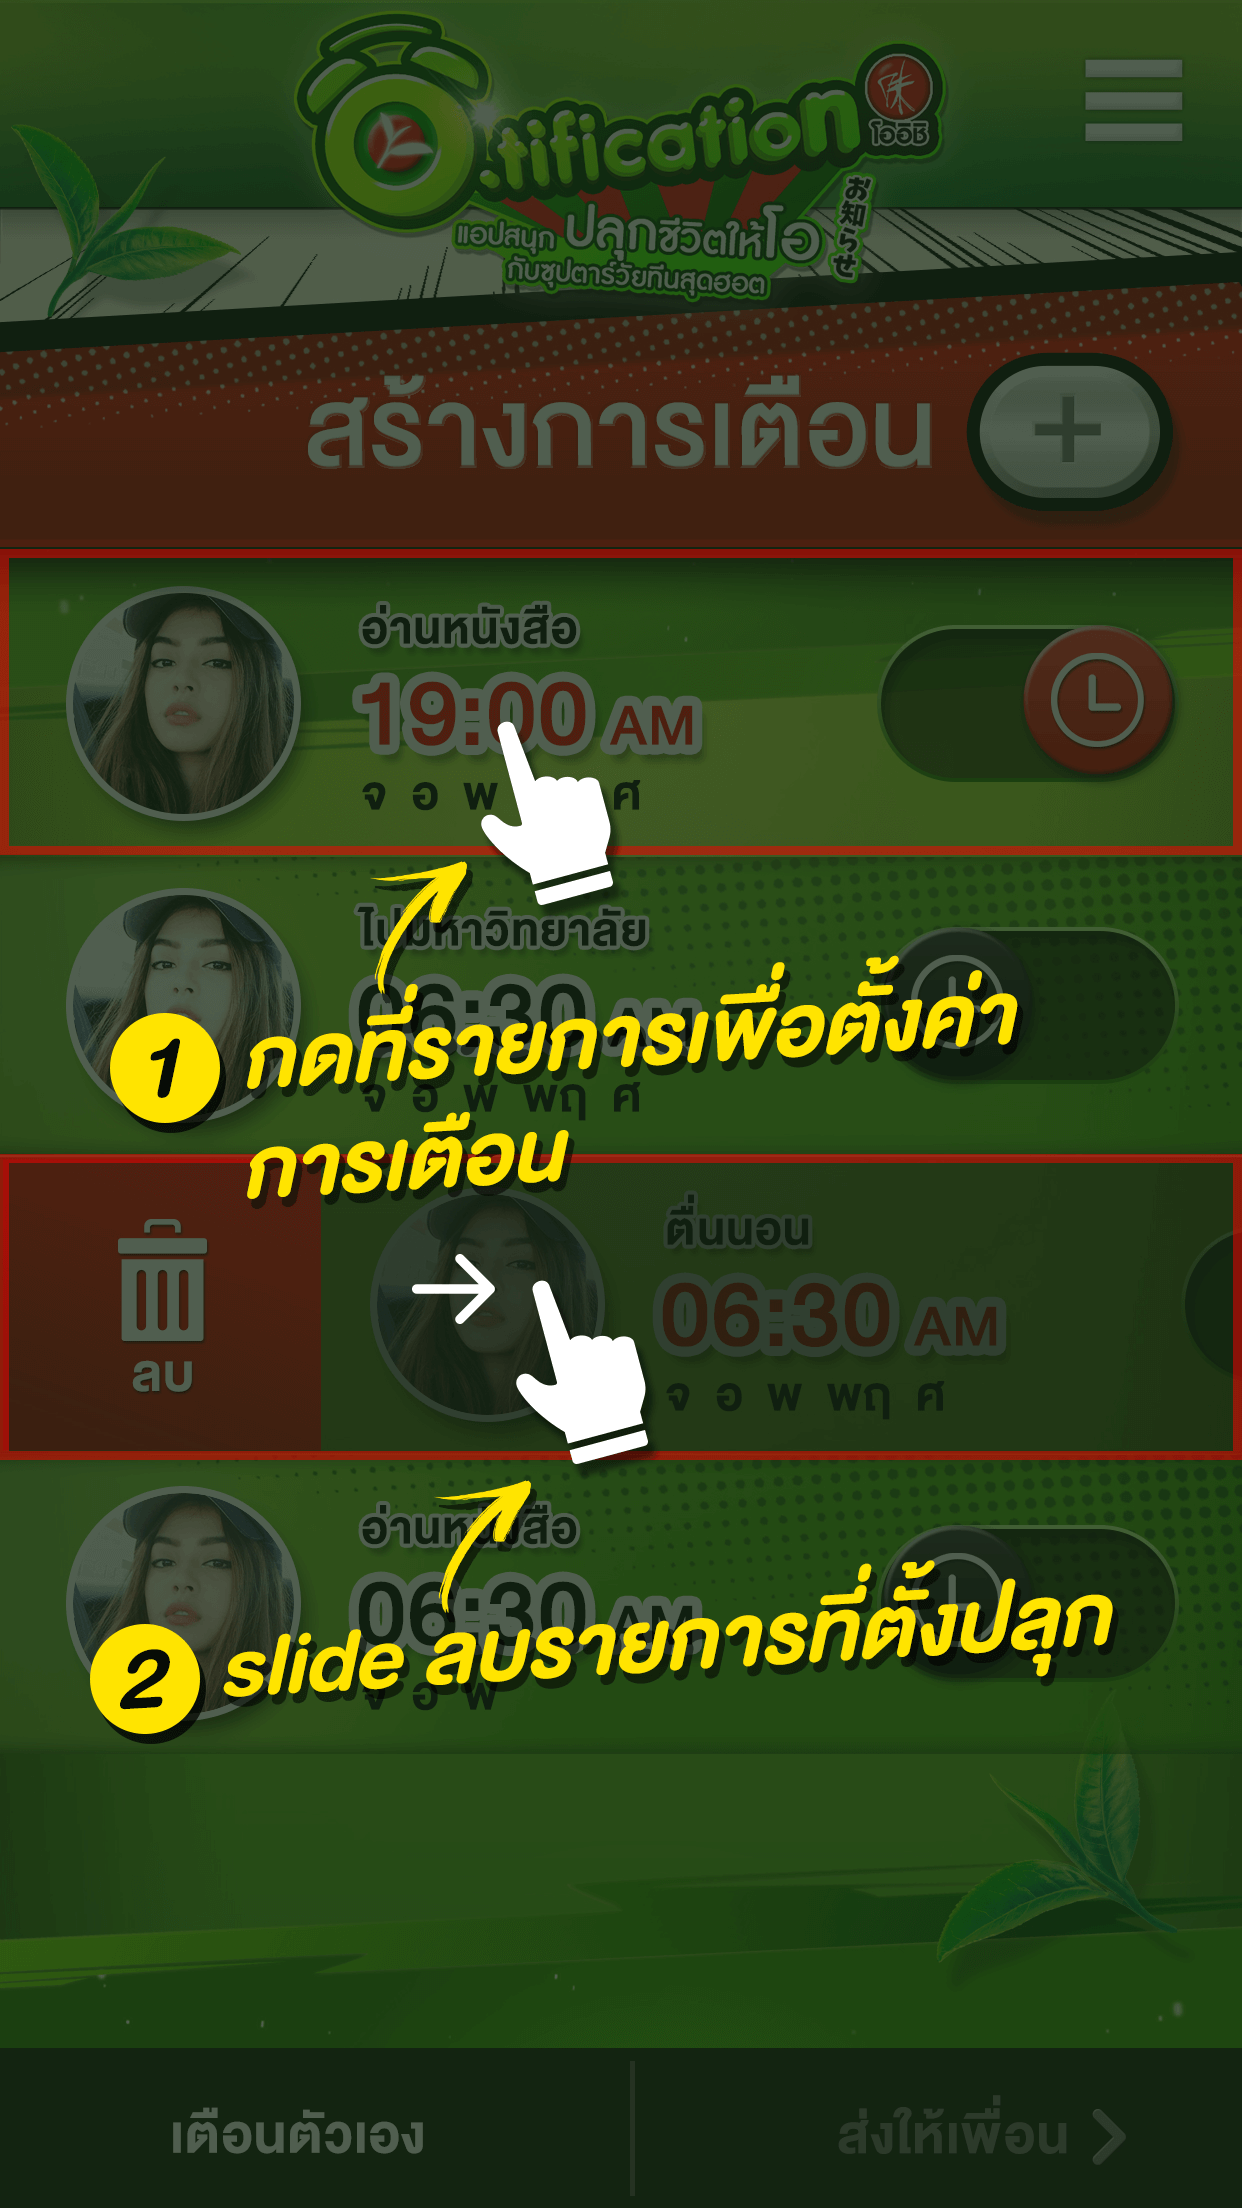 O.tification
โออิชิ
แอปสนุก ปลุกชีวิตให้โอ
กับซุปตาร์วัยทีนสุดฮอต
お知らせ
สร้างการเตือน
อ่านหนังสือ
19:00 AM
จ อ พ ศ
ไปมหาวิทยาลัย
06:30 AM
จ อ พ พฤ ศ
1 กดที่รายการเพื่อตั้งค่า
การเตือน
ลบ
ตื่นนอน
06:30 AM
จ อ พ พฤ ศ
อ่านหนังสือ
06:30 AM
จ อ พ
2 slide ลบรายการที่ตั้งปลุก
เตือนตัวเอง
ส่งให้เพื่อน